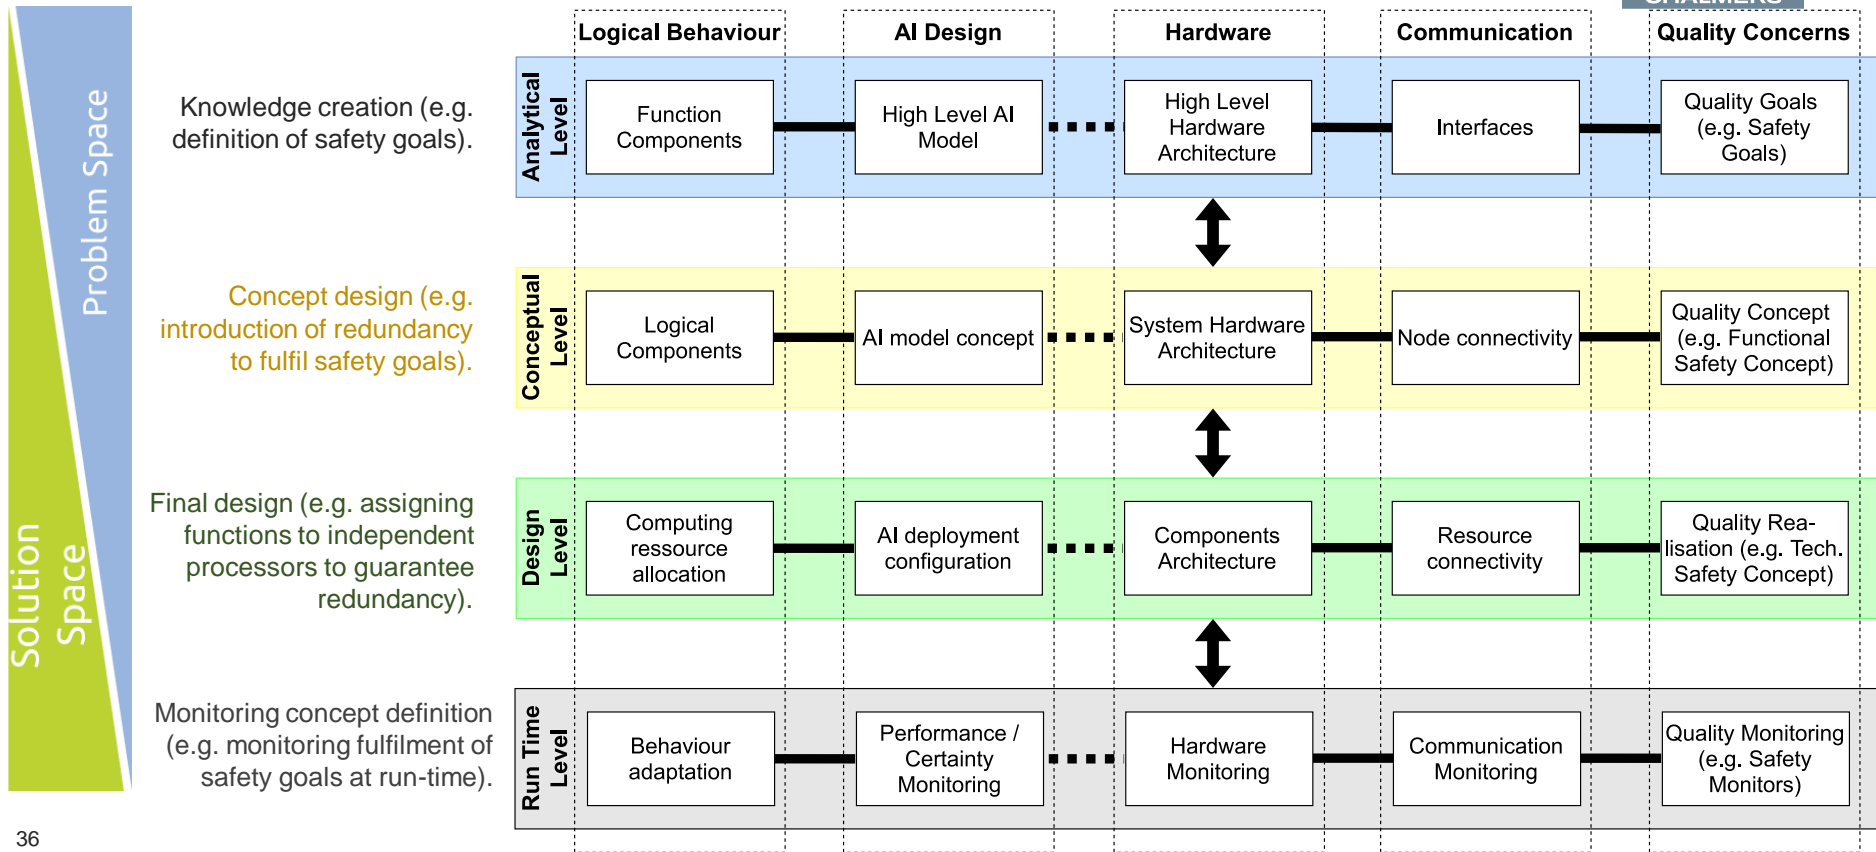 CHALMERS
Logical Behaviour
AI Design
Hardware
Communication
Quality Concerns
Problem Space
Solution
Space
Knowledge creation (e.g.
definition of safety goals).
Analytical
Level
Function
Components
High Level AI
Model
High Level
Hardware
Architecture
Interfaces
Quality Goals
(e.g. Safety
Goals)
Concept design (e.g.
introduction of redundancy
to fulfil safety goals).
Conceptual
Level
Logical
Components
AI model concept
System Hardware
Architecture
Node connectivity
Quality Concept
(e.g. Functional
Safety Concept)
Final design (e.g. assigning
functions to independent
processors to guarantee
redundancy).
Design
Level
Computing
ressource
allocation
AI deployment
configuration
Components
Architecture
Resource
connectivity
Quality Rea-
lisation (e.g. Tech.
Safety Concept)
Monitoring concept definition
(e.g. monitoring fulfilment of
safety goals at run-time).
Run Time
Level
Behaviour
adaptation
Performance /
Certainty
Monitoring
Hardware
Monitoring
Communication
Monitoring
Quality Monitoring
(e.g. Safety
Monitors)
36